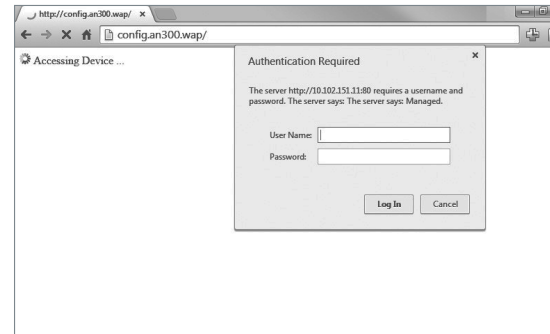 http://config.an300.wap/
config.an300.wap/
Accessing Device ...
Authentication Required
The server http://10.102.151.11:80 requires a username and
password. The server says: The server says: Managed.
User Name:
Password:
Log In
Cancel